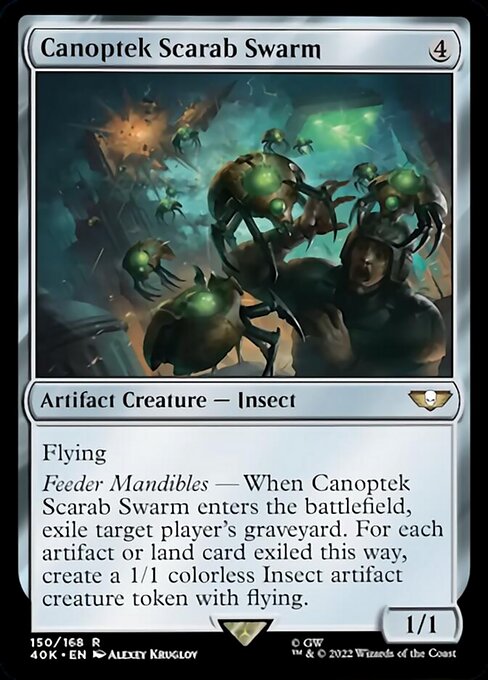 Canoptek Scarab Swarm 4
Artifact Creature — Insect
Flying
Feeder Mandibles — When Canoptek
Scarab Swarm enters the battlefield,
exile target player's graveyard. For each
artifact or land card exiled this way,
create a 1/1 colorless Insect artifact
creature token with flying.
1/1
150/168 R
40K • EN Alexey Kruglov
© GW
™ & © 2022 Wizards of the Coast